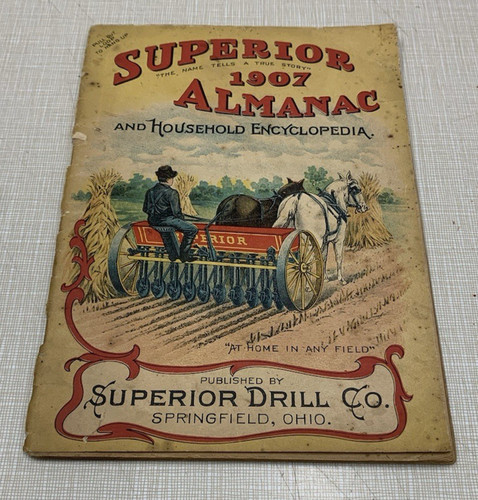 SUPERIOR
"THE NAME TELLS A TRUE STORY"
1907
ALMANAC
AND HOUSEHOLD ENCYCLOPEDIA.
SUPERIOR
"AT HOME IN ANY FIELD"
PUBLISHED BY
SUPERIOR DRILL CO.
SPRINGFIELD, OHIO.